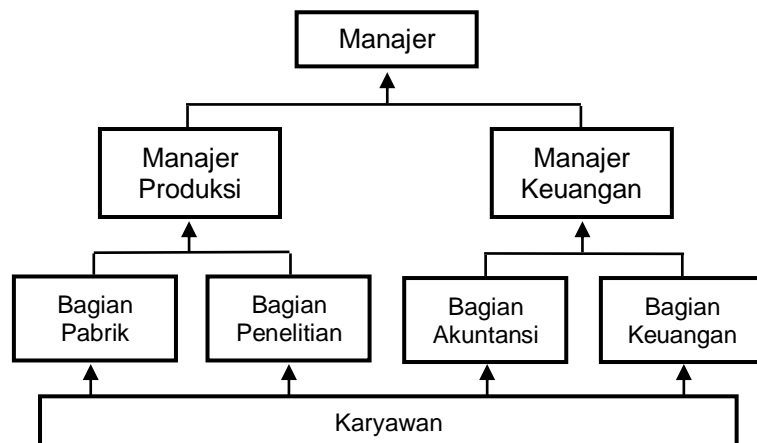 Manajer
Manajer
Produksi
Manajer
Keuangan
Bagian
Pabrik
Bagian
Penelitian
Bagian
Akuntansi
Bagian
Keuangan
Karyawan